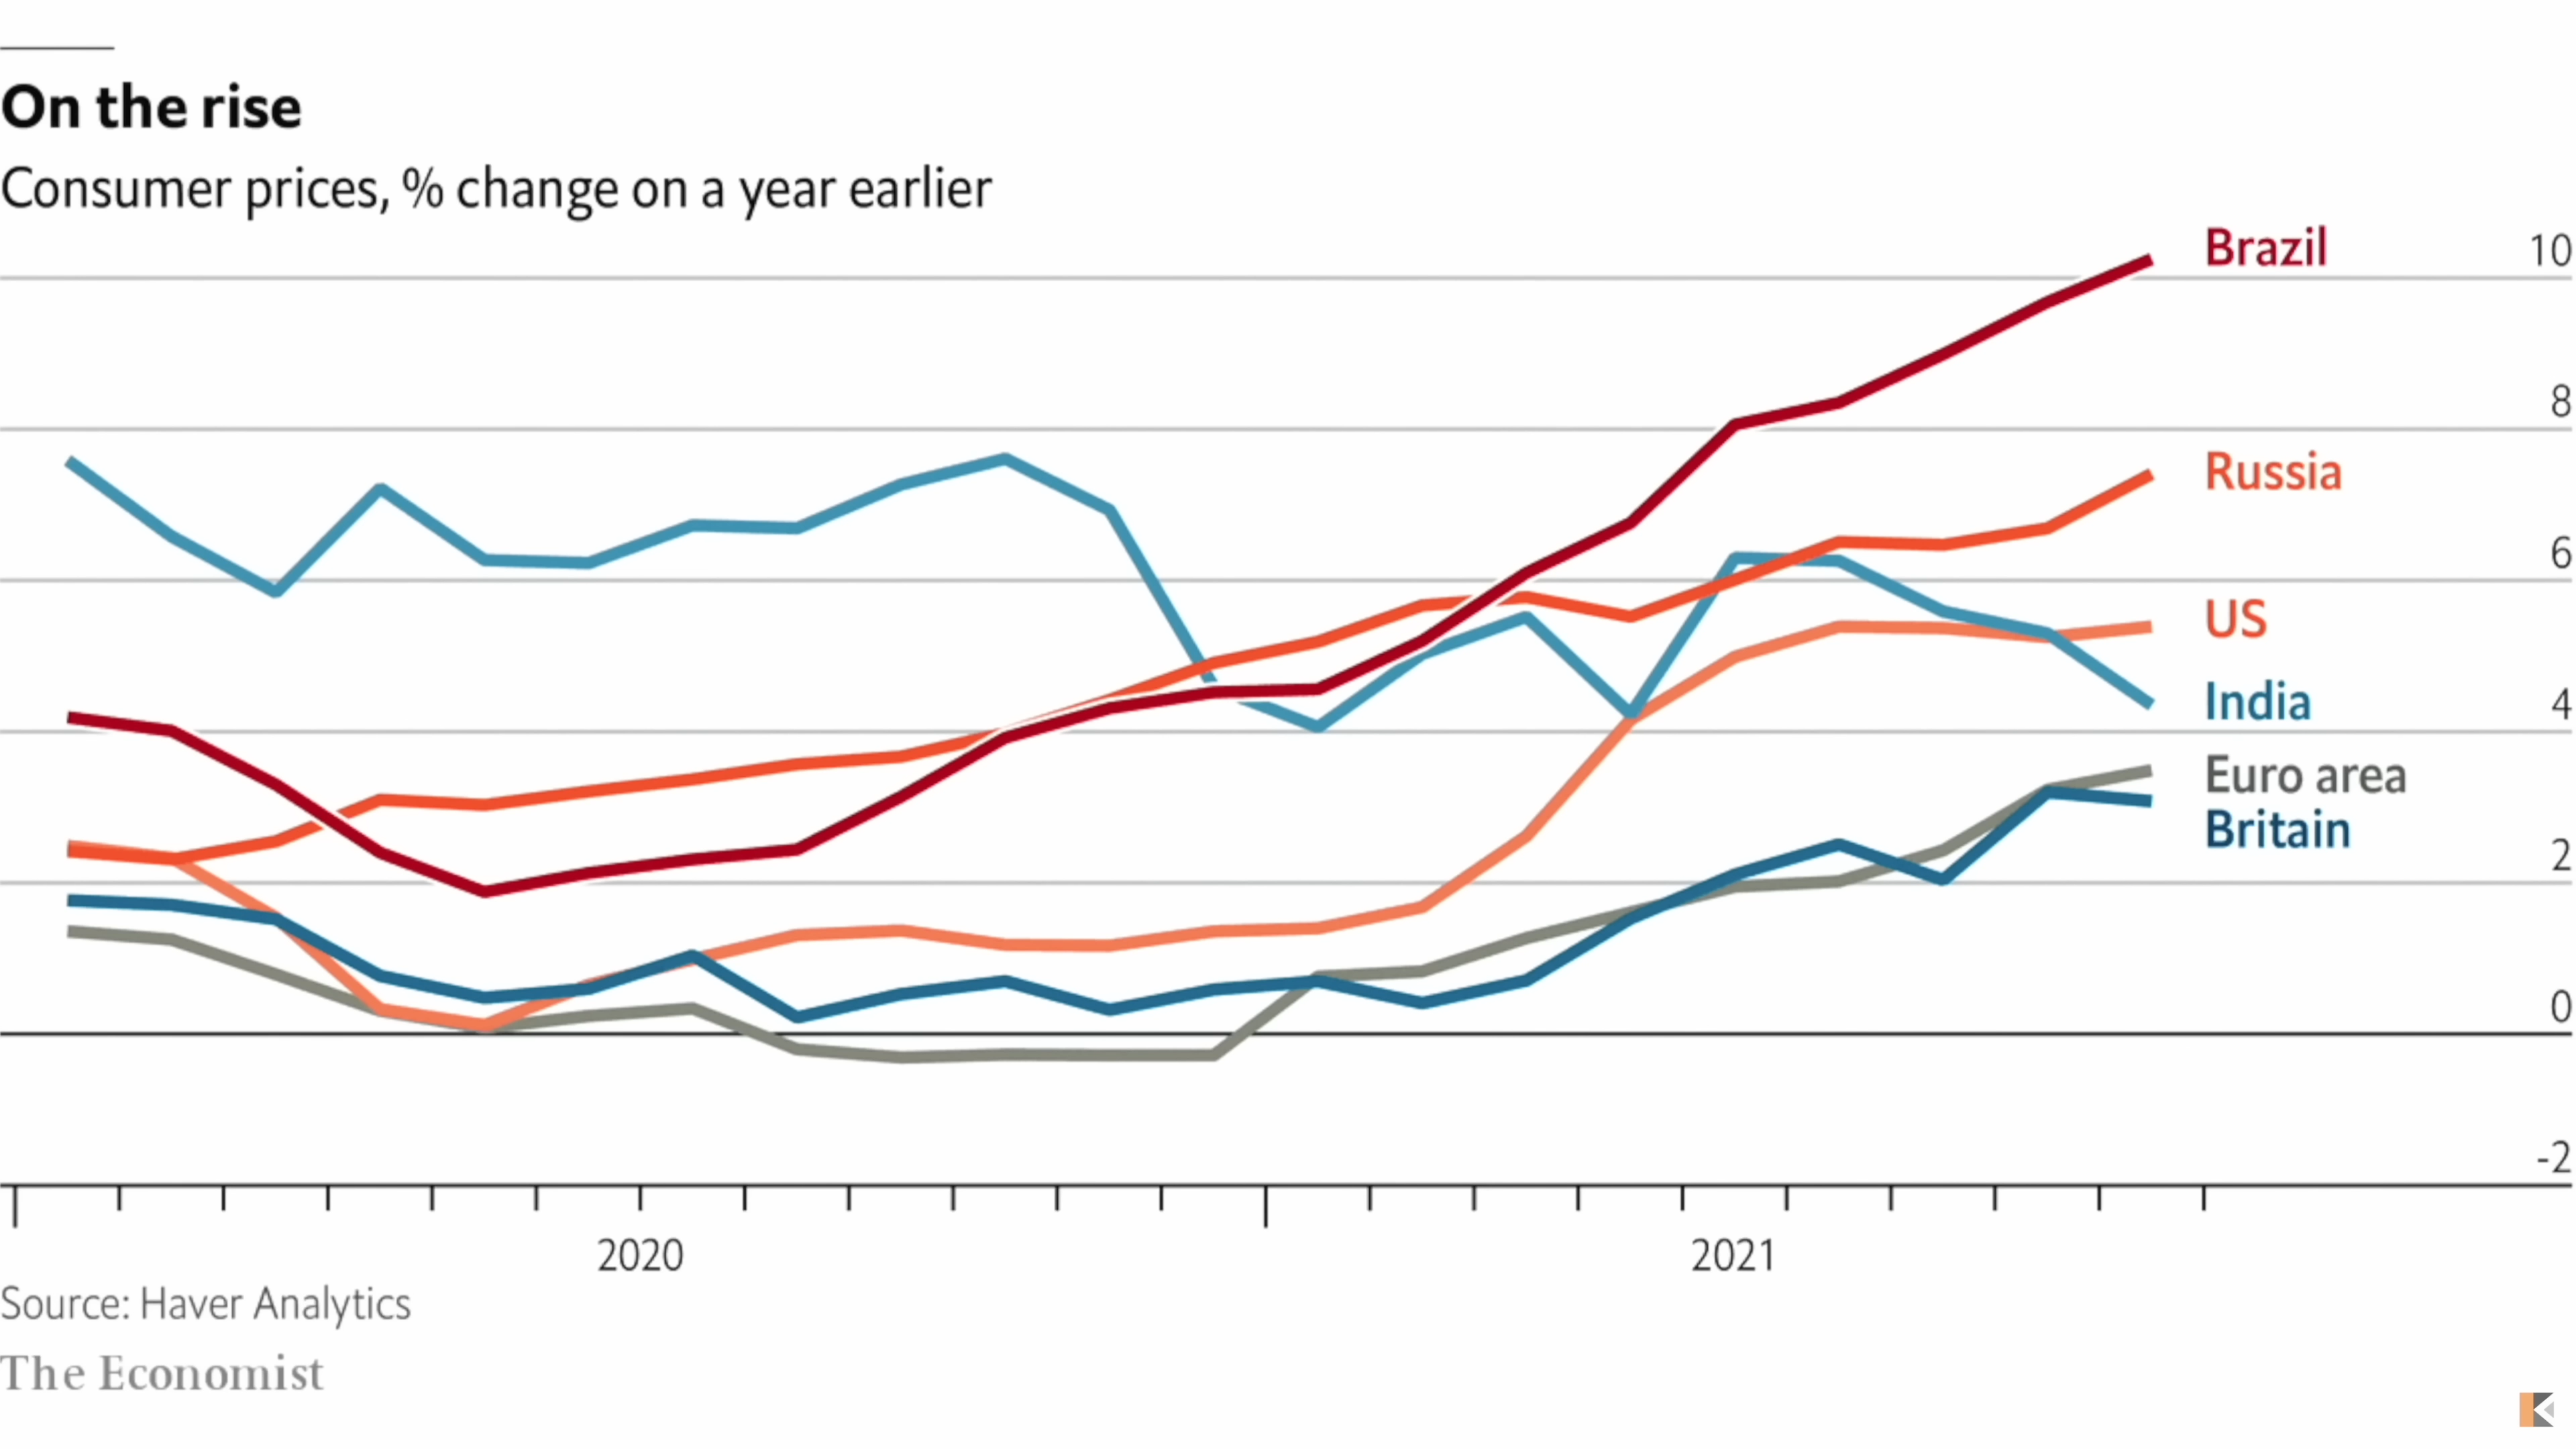 On the rise
Consumer prices, % change on a year earlier
Brazil
10
8
Russia
6
US
India
4
Euro area
Britain
2
0
-2
2020
2021
Source: Haver Analytics
The Economist